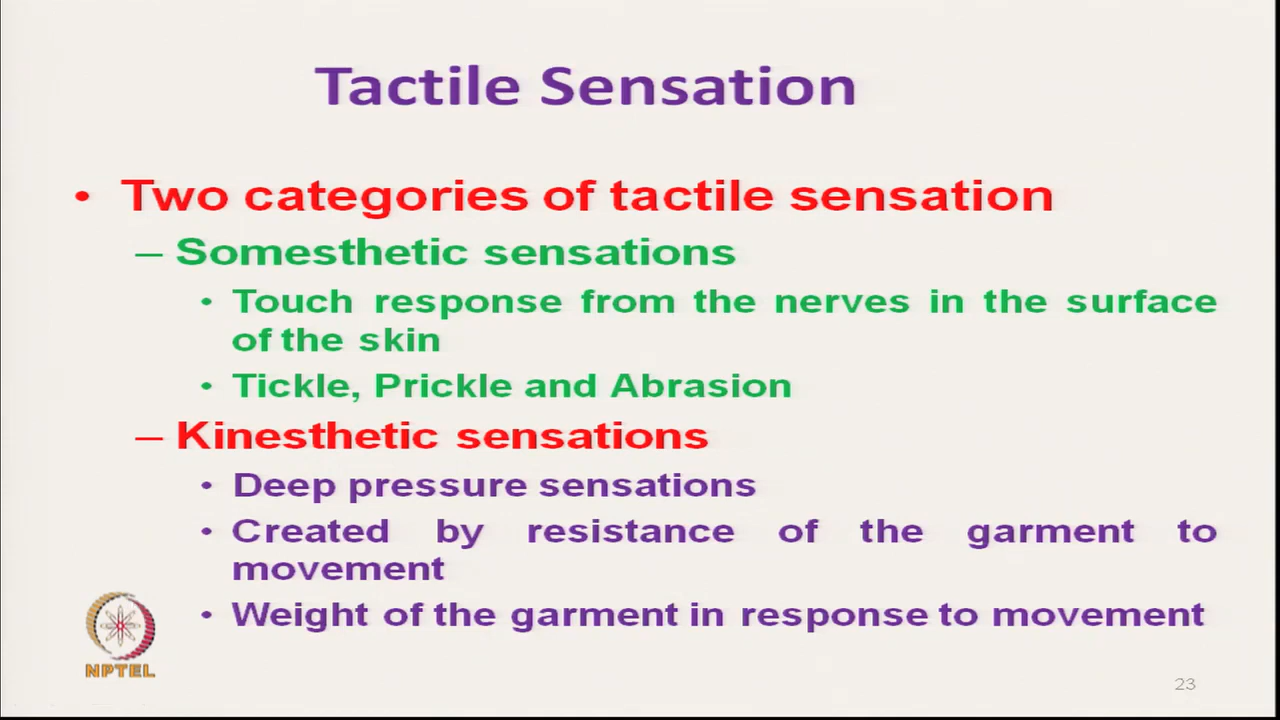 Tactile Sensation
• Two categories of tactile sensation
– Somesthetic sensations
• Touch response from the nerves in the surface
of the skin
• Tickle, Prickle and Abrasion
– Kinesthetic sensations
• Deep pressure sensations
• Created by resistance of the garment to
movement
• Weight of the garment in response to movement
NPTEL
23